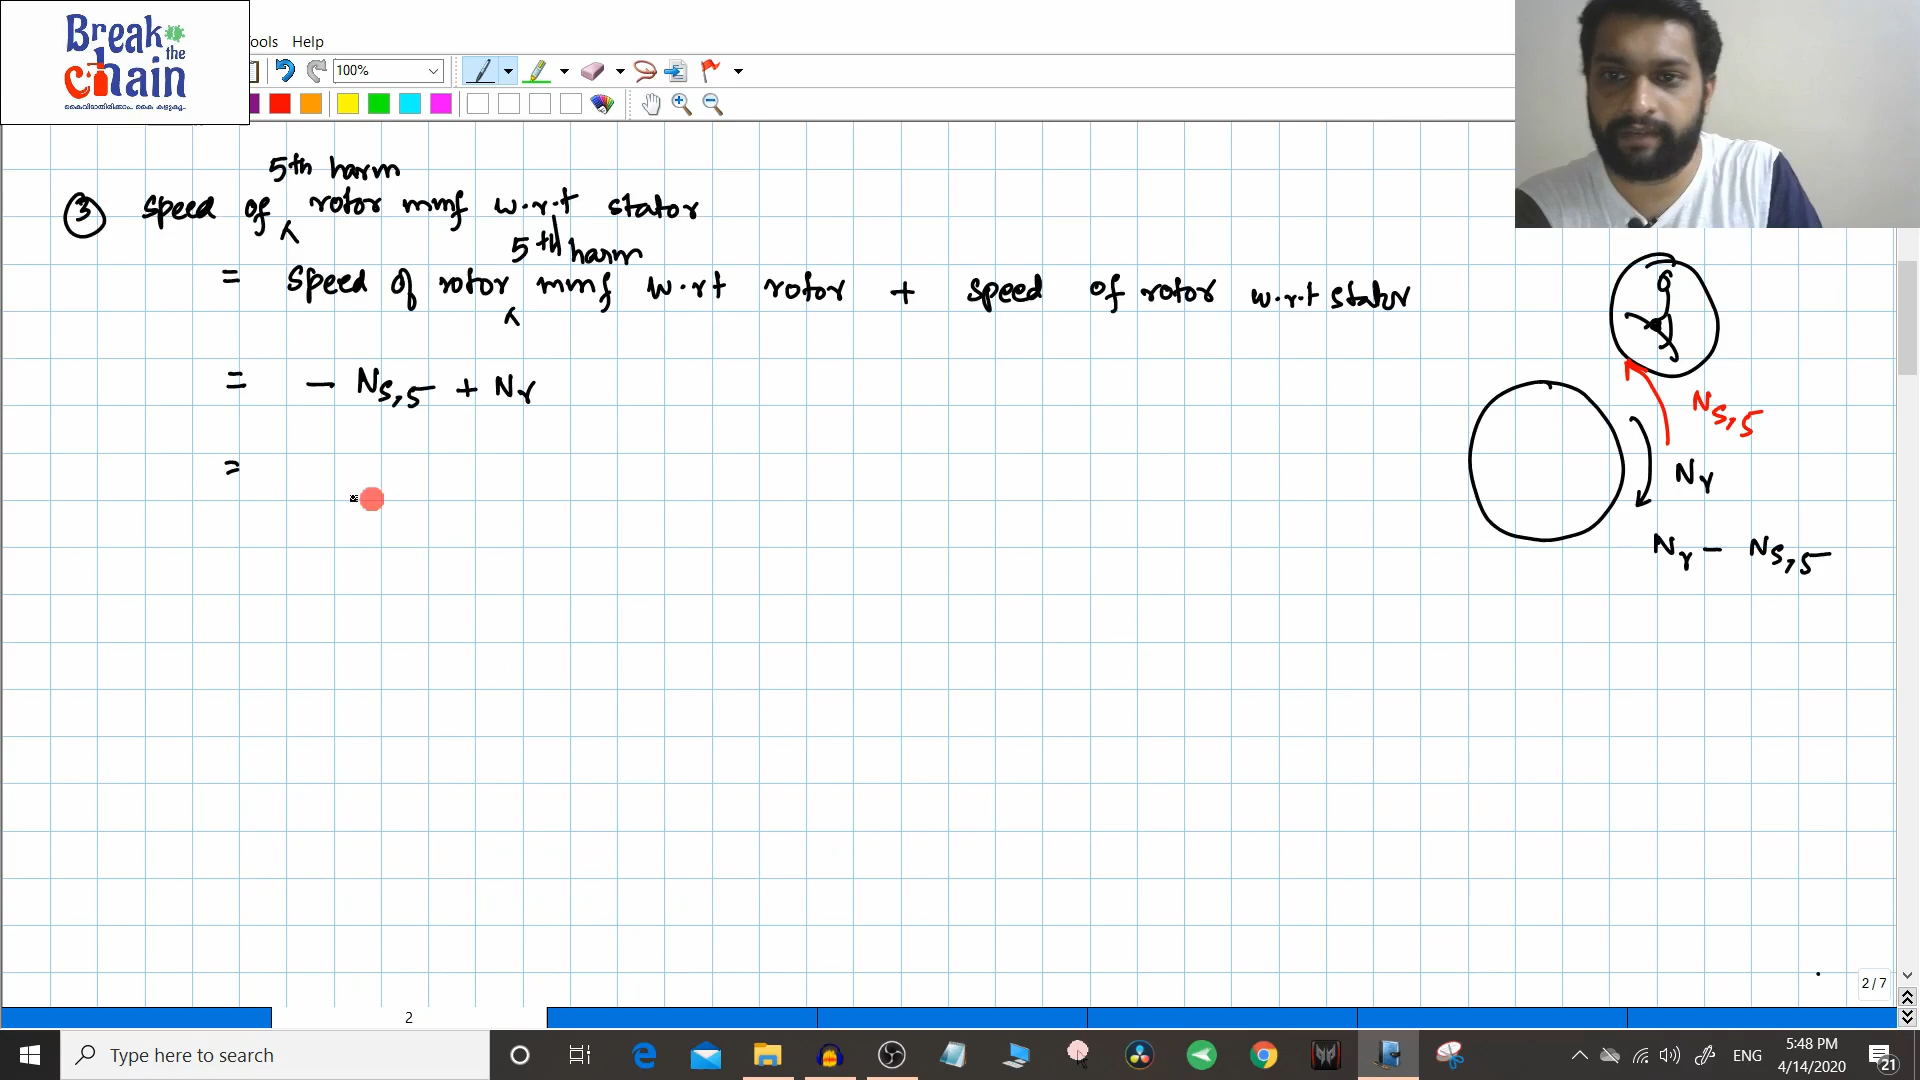 Break
the
chain
കൈവിടാതിരിക്കാം.. കൈ കഴുകൂ..
Tools Help
100%
5th harm
③ speed of ʌ rotor mmf w.r.t stator
5th harm
= speed of rotor ʌ mmf w.r.t rotor + speed of rotor w.r.t stator
= - Ns,5 + Nr
=
Ns,5
Nr
Nr - Ns,5
2 / 7
2
Type here to search
ENG
5:48 PM
4/14/2020
21